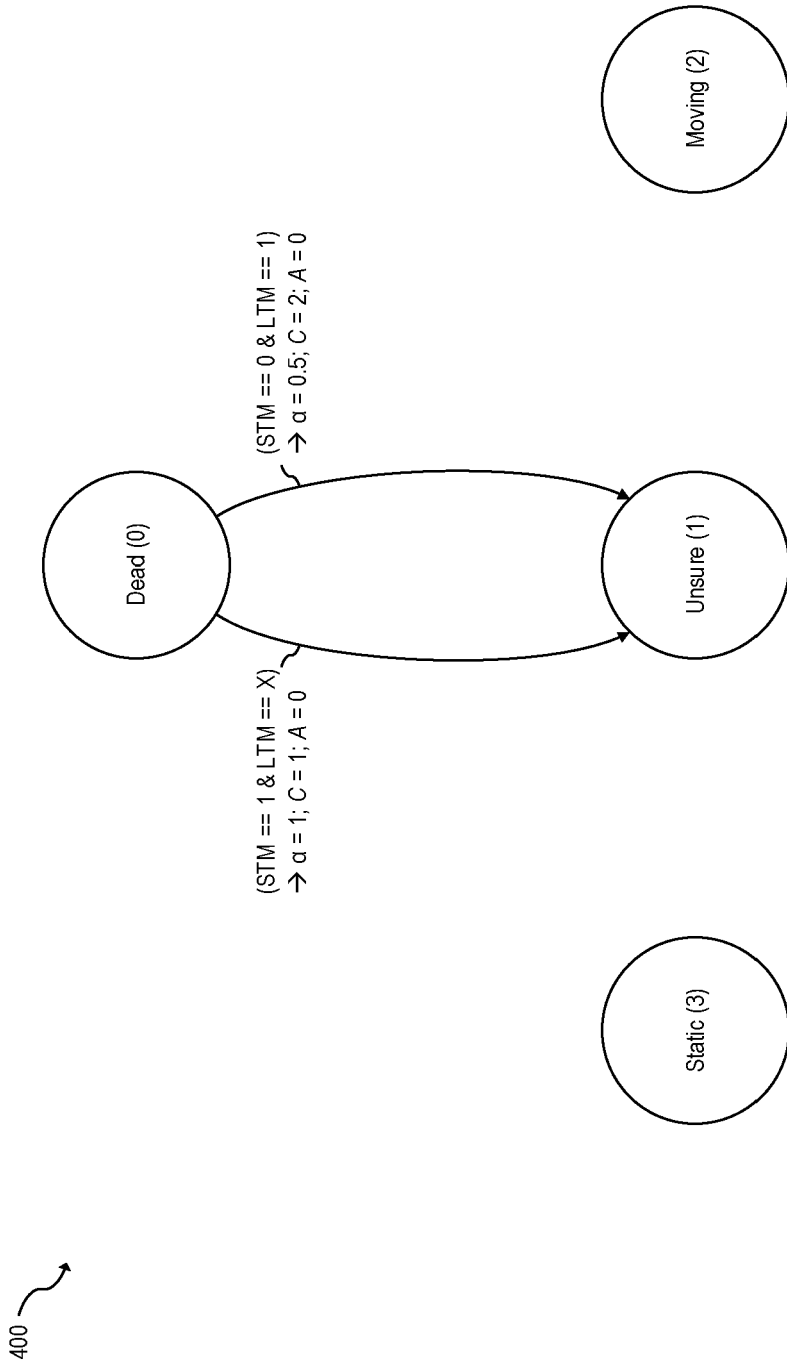 400
Dead (0)
(STM == 1 & LTM == X)
→ α = 1; C = 1; A = 0
(STM == 0 & LTM == 1)
→ α = 0.5; C = 2; A = 0
Static (3)
Unsure (1)
Moving (2)